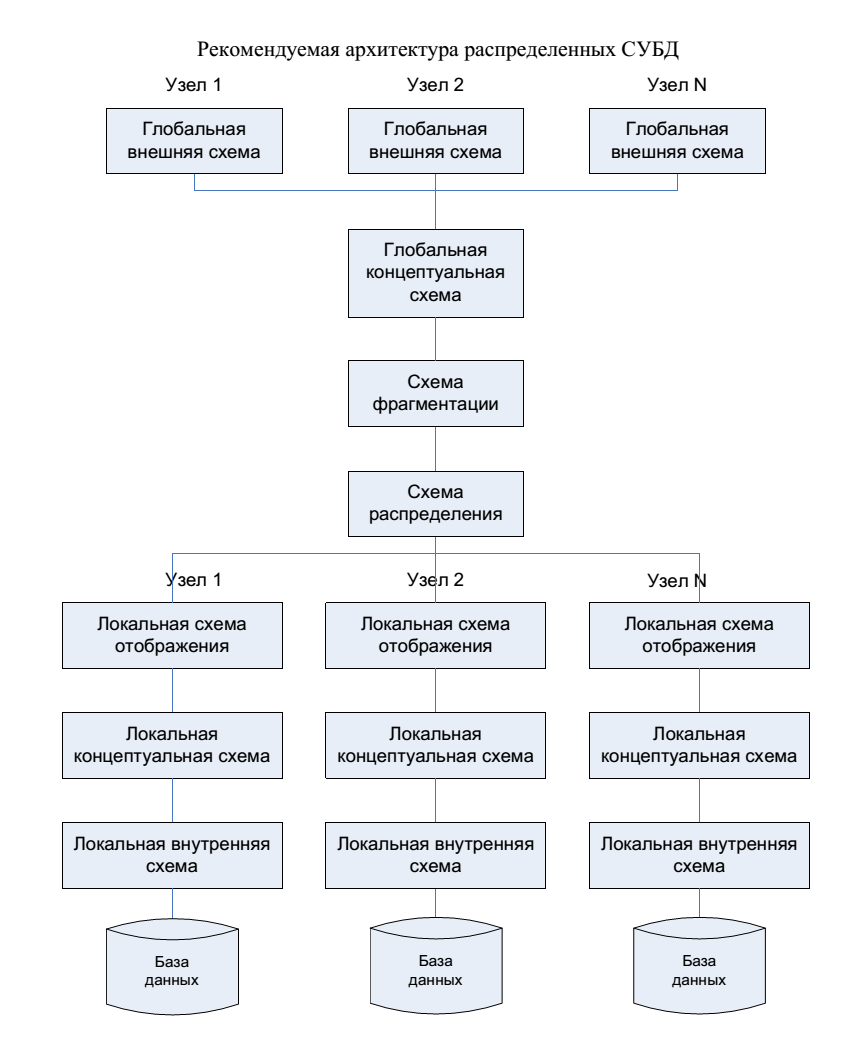 Рекомендуемая архитектура распределенных СУБД
Узел 1
Узел 2
Узел N
Глобальная
внешняя схема
Глобальная
внешняя схема
Глобальная
внешняя схема
Глобальная
концептуальная
схема
Схема
фрагментации
Схема
распределения
Узел 1
Узел 2
Узел N
Локальная схема
отображения
Локальная схема
отображения
Локальная схема
отображения
Локальная
концептуальная схема
Локальная
концептуальная схема
Локальная
концептуальная схема
Локальная внутренняя
схема
Локальная внутренняя
схема
Локальная внутренняя
схема
База
данных
База
данных
База
данных